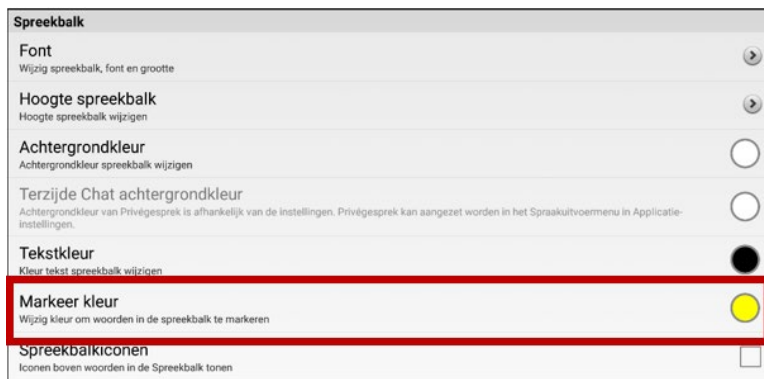 Spreekbalk
Font
Wijzig spreekbalk, font en grootte
Hoogte spreekbalk
Hoogte spreekbalk wijzigen
Achtergrondkleur
Achtergrondkleur spreekbalk wijzigen
Terzijde Chat achtergrondkleur
Achtergrondkleur van Privégesprek is afhankelijk van de instellingen. Privégesprek kan aangezet worden in het Spraakuitvoermenu in Applicatie-
instellingen.
Tekstkleur
Kleur tekst spreekbalk wijzigen
Markeer kleur
Wijzig kleur om woorden in de spreekbalk te markeren
Spreekbalkiconen
Iconen boven woorden in de Spreekbalk tonen